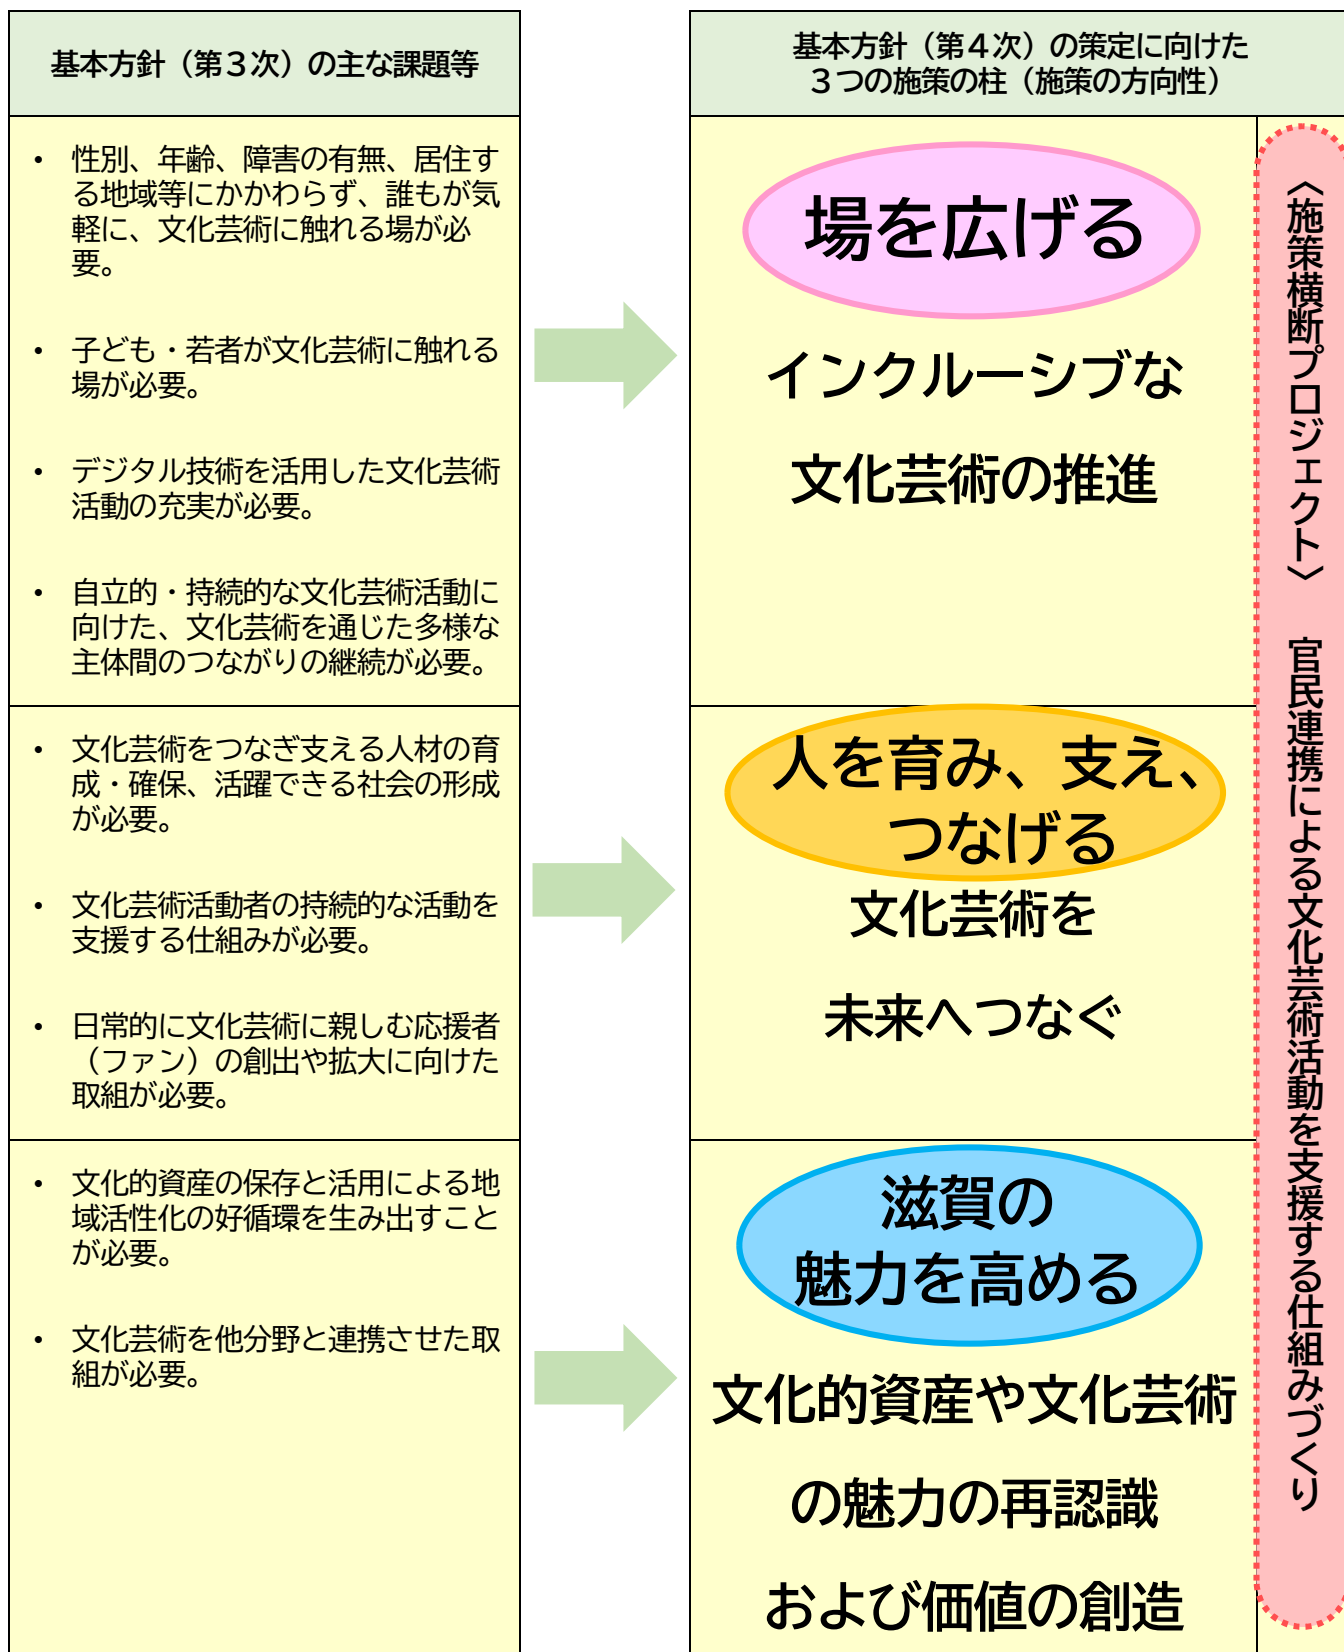 基本方針（第３次）の主な課題等
・ 性別、年齢、障害の有無、居住す
る地域等にかかわらず、誰もが気
軽に、文化芸術に触れる場が必
要。
・ 子ども・若者が文化芸術に触れる
場が必要。
・ デジタル技術を活用した文化芸術
活動の充実が必要。
・ 自立的・持続的な文化芸術活動に
向けた、文化芸術を通じた多様な
主体間のつながりの継続が必要。
・ 文化芸術をつなぎ支える人材の育
成・確保、活躍できる社会の形成
が必要。
・ 文化芸術活動者の持続的な活動を
支援する仕組みが必要。
・ 日常的に文化芸術に親しむ応援者
（ファン）の創出や拡大に向けた
取組が必要。
・ 文化的資産の保存と活用による地
域活性化の好循環を生み出すこと
が必要。
・ 文化芸術を他分野と連携させた取
組が必要。
基本方針（第４次）の策定に向けた
３つの施策の柱（施策の方向性）
場を広げる
インクルーシブな
文化芸術の推進
人を育み、支え、
つなげる
文化芸術を
未来へつなぐ
滋賀の
魅力を高める
文化的資産や文化芸術
の魅力の再認識
および価値の創造
〈施策横断プロジェクト〉　官民連携による文化芸術活動を支援する仕組みづくり